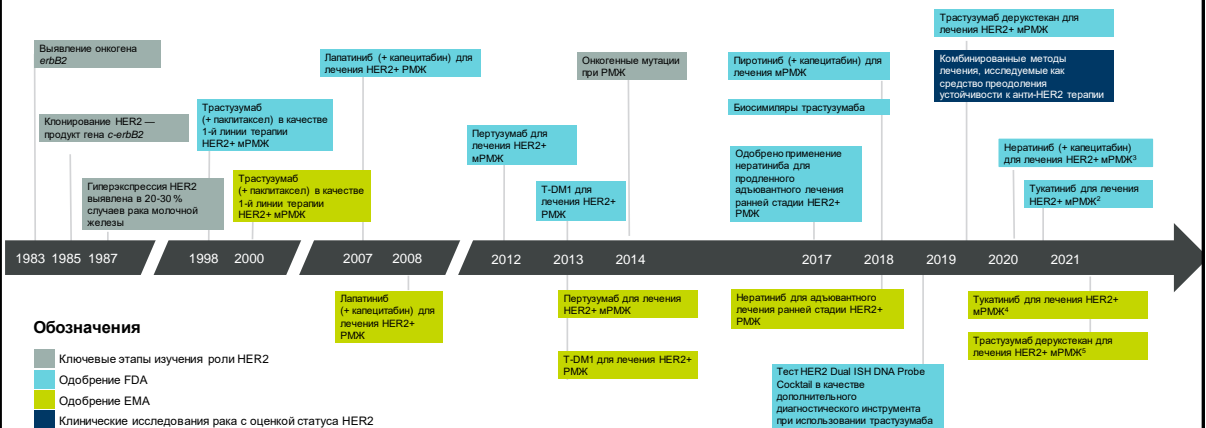 Выявление онкогена
erbB2
Клонирование HER2 —
продукт гена c-erbB2
Гиперэкспрессия HER2
выявлена в 20-30 %
случаев рака молочной
железы
Трастузумаб
(+ паклитаксел) в качестве
1-й линии терапии
HER2+ мРМЖ
Трастузумаб
(+ паклитаксел) в качестве
1-й линии терапии
HER2+ мРМЖ
Лапатиниб (+ капецитабин) для
лечения HER2+ РМЖ
Пертузумаб для
лечения HER2+
мРМЖ
T-DM1 для
лечения HER2+
РМЖ
Онкогенные мутации
при РМЖ
Пиротиниб (+ капецитабин) для
лечения мРМЖ
Биосимиляры трастузумаба
Одобрено применение
нератиниба для
продленного
адъювантного лечения
ранней стадии HER2+
РМЖ
Трастузумаб дерукстекан для
лечения HER2+ мРМЖ
Комбинированные методы
лечения, исследуемые как
средство преодоления
устойчивости к анти-HER2 терапии
Нератиниб (+ капецитабин)
для лечения HER2+ мРМЖ³
Тукатиниб для лечения
HER2+ мРМЖ²
1983 1985 1987 1998 2000 2007 2008 2012 2013 2014 2017 2018 2019 2020 2021
Лапатиниб
(+ капецитабин) для
лечения HER2+
РМЖ
Пертузумаб для лечения
HER2+ мРМЖ
T-DM1 для лечения HER2+
РМЖ
Нератиниб для адъювантного
лечения ранней стадии HER2+
РМЖ
Тест HER2 Dual ISH DNA Probe
Cocktail в качестве
дополнительного
диагностического инструмента
при использовании трастузумаба
Тукатиниб для лечения HER2+
мРМЖ⁴
Трастузумаб дерукстекан для
лечения HER2+ мРМЖ⁵
Обозначения
Ключевые этапы изучения роли HER2
Одобрение FDA
Одобрение EMA
Клинические исследования рака с оценкой статуса HER2